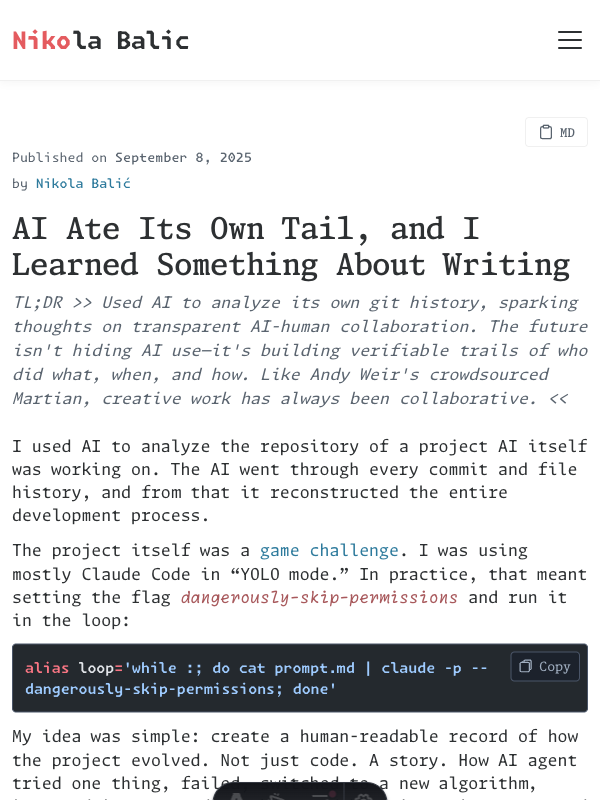 Nikola Balic
MD
Published on September 8, 2025
by Nikola Balić
AI Ate Its Own Tail, and I
Learned Something About Writing
TL;DR >> Used AI to analyze its own git history, sparking
thoughts on transparent AI-human collaboration. The future
isn't hiding AI use—it's building verifiable trails of who
did what, when, and how. Like Andy Weir's crowdsourced
Martian, creative work has always been collaborative. <<
I used AI to analyze the repository of a project AI itself
was working on. The AI went through every commit and file
history, and from that it reconstructed the entire
development process.
The project itself was a game challenge. I was using
mostly Claude Code in “YOLO mode.” In practice, that meant
setting the flag dangerously-skip-permissions and run it
in the loop:
alias loop='while :; do cat prompt.md | claude -p --
dangerously-skip-permissions; done'
Copy
My idea was simple: create a human-readable record of how
the project evolved. Not just code. A story. How AI agent
tried one thing, failed, switched to a new algorithm,